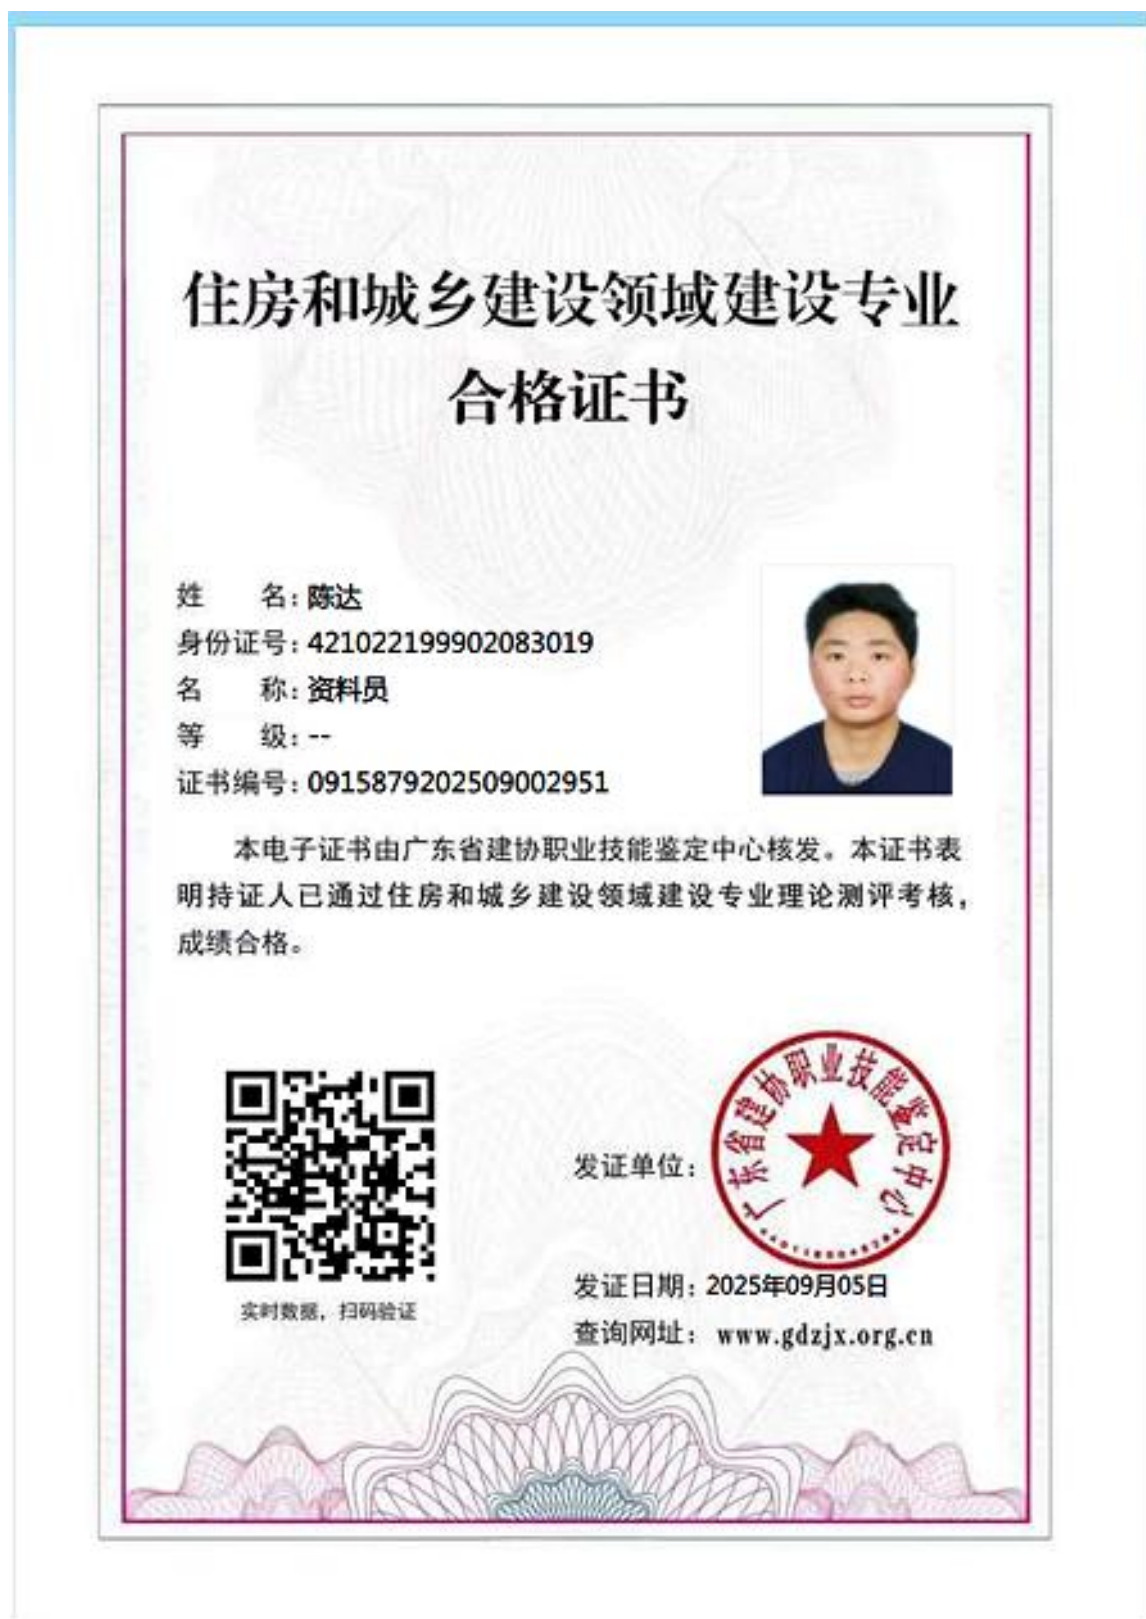 住房和城乡建设领域建设专业
合格证书
姓 名：陈达
身份证号：421022199902083019
名 称：资料员
等 级：--
证书编号：0915879202509002951
本电子证书由广东省建协职业技能鉴定中心核发。本证书表
明持证人已通过住房和城乡建设领域建设专业理论测评考核，
成绩合格。
广东省建协职业技能鉴定中心
发证单位：
发证日期：2025年09月05日
实时数据，扫码验证
查询网址：www.gdzjx.org.cn